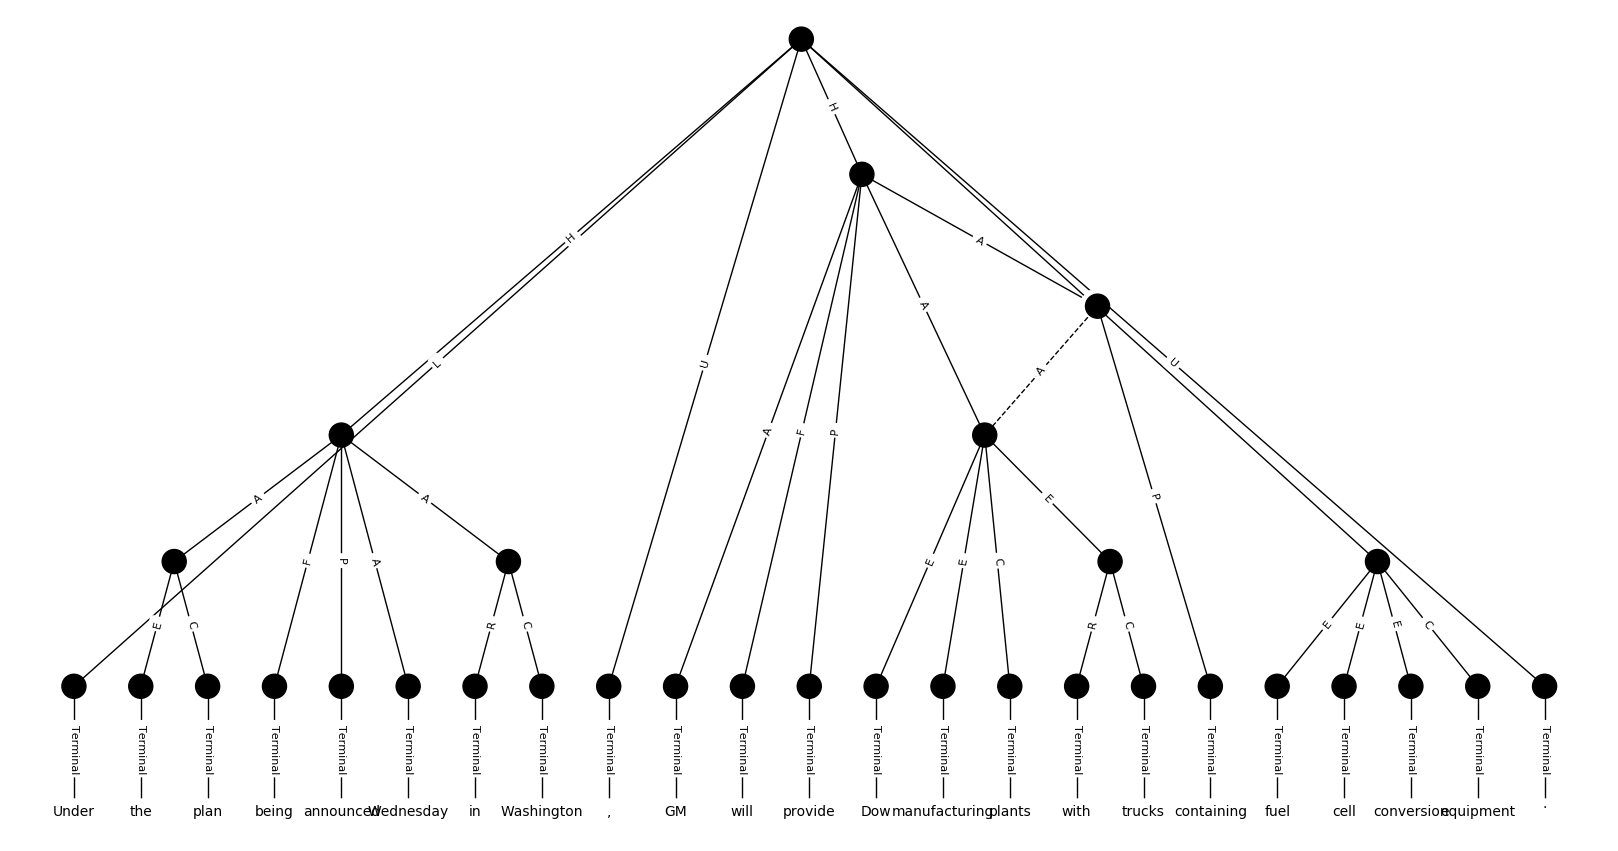 H
A
H
A
L
U
A
U
A
A F P
P
A A
E
F P A
E E C
E C
R C
R C
E E E C
Terminal Terminal Terminal Terminal Terminal Terminal Terminal Terminal Terminal Terminal Terminal Terminal Terminal Terminal Terminal Terminal Terminal Terminal Terminal Terminal Terminal Terminal Terminal
Under the plan being announced Wednesday in Washington , GM will provide Dow manufacturing plants with trucks containing fuel cell conversion equipment .